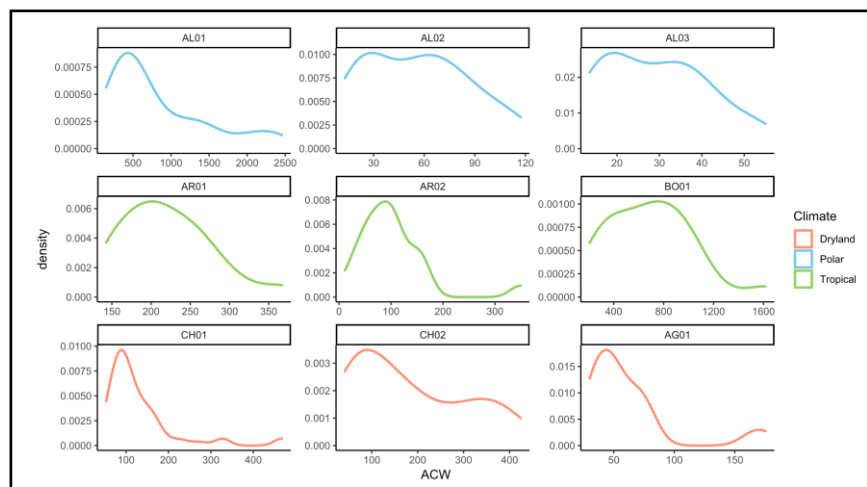 AL01 AL02 AL03
0.00075 0.00050 0.00025 0.00000
0.0100 0.0075 0.0050 0.0025 0.0000
0.02 0.01 0.00
500 1000 1500 2000 2500
30 60 90 120
20 30 40 50
AR01 AR02 BO01
0.006 0.004 0.002 0.000
0.008 0.006 0.004 0.002 0.000
0.00100 0.00075 0.00050 0.00025 0.00000
150 200 250 300 350
0 100 200 300
400 800 1200 1600
CH01 CH02 AG01
0.0100 0.0075 0.0050 0.0025 0.0000
0.003 0.002 0.001 0.000
0.015 0.010 0.005 0.000
100 200 300 400
100 200 300 400
50 100 150
density
ACW
Climate
Dryland
Polar
Tropical